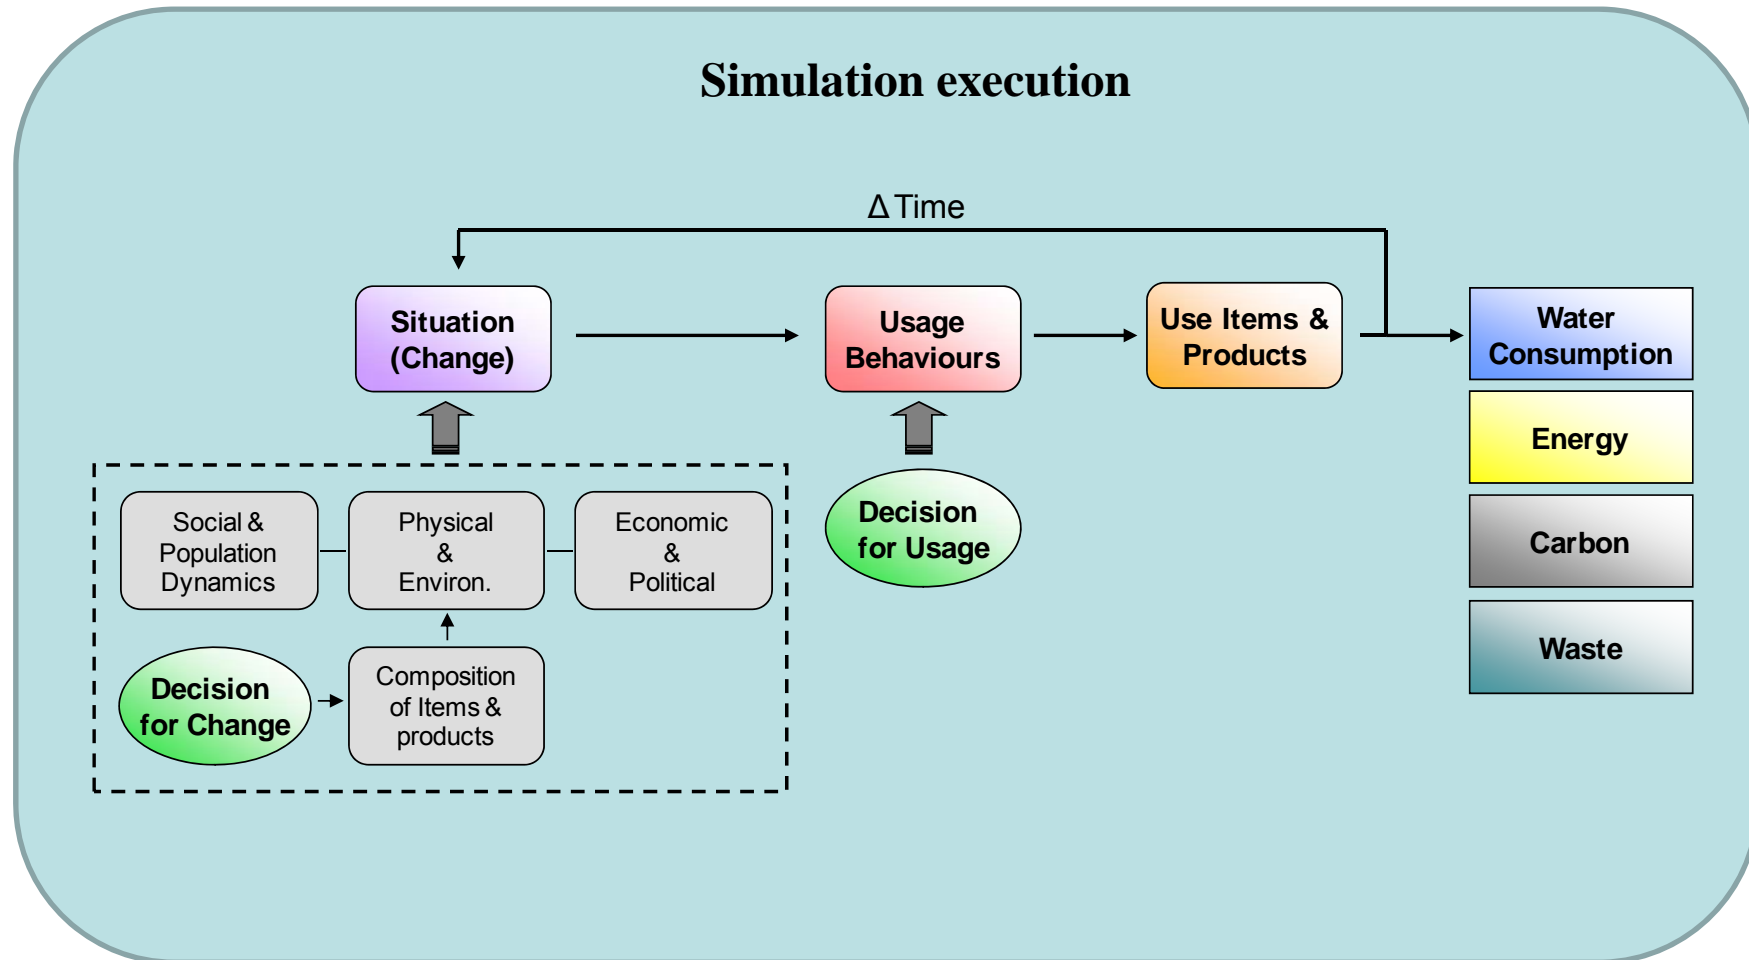 Simulation execution
Δ Time
Situation
(Change)
Usage
Behaviours
Use Items &
Products
Water
Consumption
Energy
Carbon
Waste
Social &
Population
Dynamics
Physical
&
Environ.
Economic
&
Political
Decision
for Usage
Decision
for Change
Composition
of Items &
products